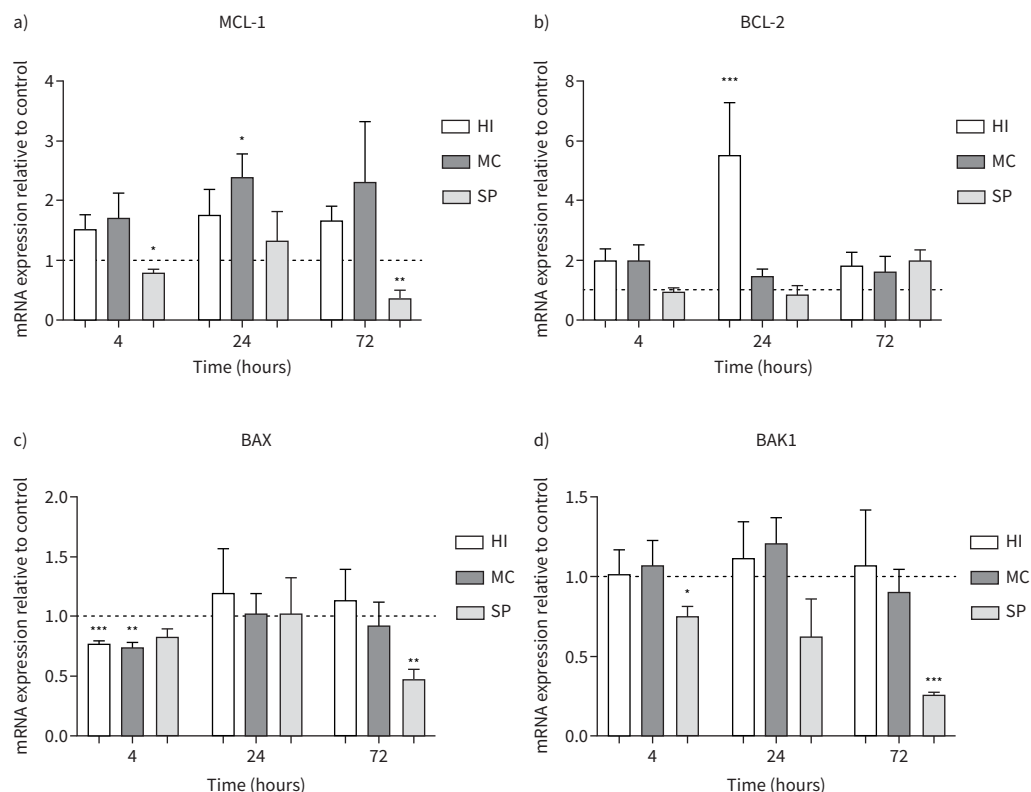 a)
MCL-1
mRNA expression relative to control
4
3
2
1
0
*
*
**
4
24
72
Time (hours)
HI
MC
SP
b)
BCL-2
mRNA expression relative to control
8
6
4
2
0
***
4
24
72
Time (hours)
HI
MC
SP
c)
BAX
mRNA expression relative to control
2.0
1.5
1.0
0.5
0.0
***
**
**
4
24
72
Time (hours)
HI
MC
SP
d)
BAK1
mRNA expression relative to control
1.5
1.0
0.5
0.0
*
***
4
24
72
Time (hours)
HI
MC
SP